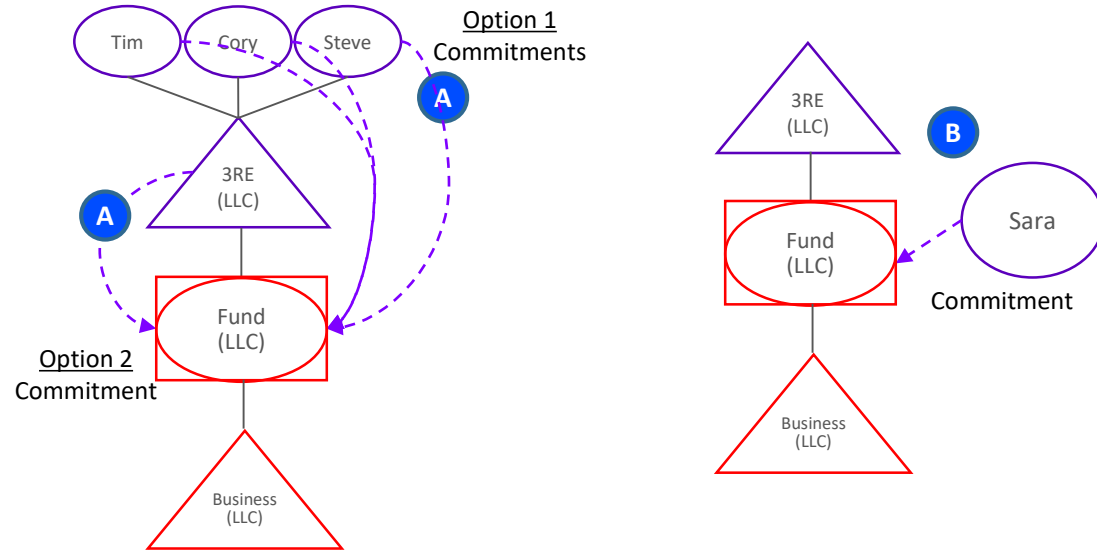 Tim
Cory
Steve
Option 1
Commitments
A
3RE
(LLC)
A
Fund
(LLC)
Option 2
Commitment
Business
(LLC)
3RE
(LLC)
B
Sara
Fund
(LLC)
Commitment
Business
(LLC)